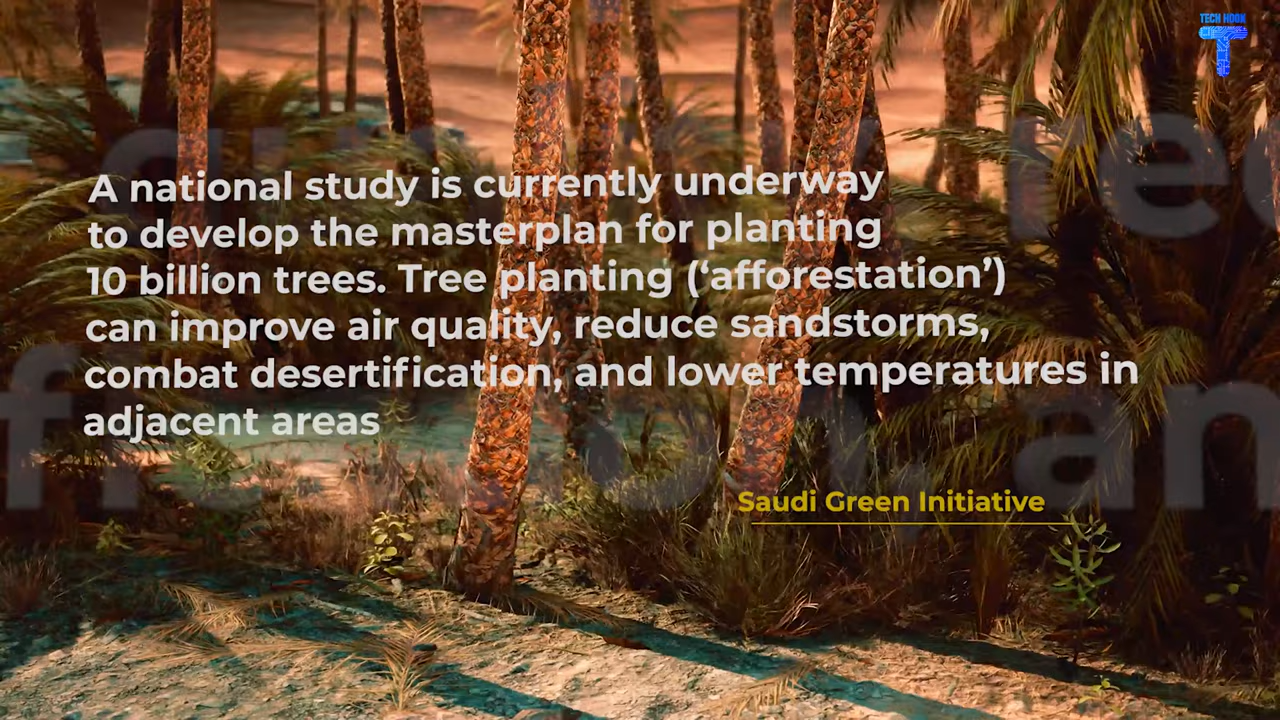 TECH HOOK
A national study is currently underway
to develop the masterplan for planting
10 billion trees. Tree planting (‘afforestation’)
can improve air quality, reduce sandstorms,
combat desertification, and lower temperatures in
adjacent areas
Saudi Green Initiative